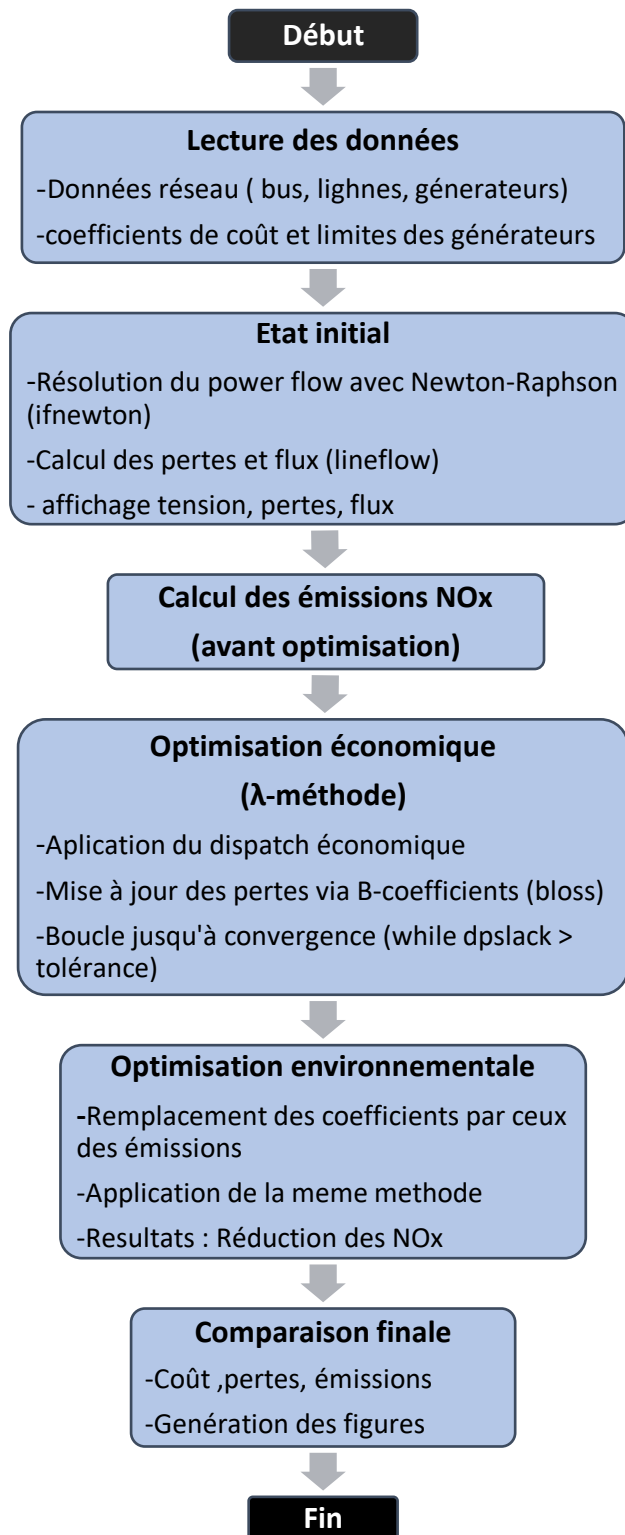 Début
Lecture des données
-Données réseau ( bus, lighnes, génerateurs)
-coefficients de coût et limites des générateurs
Etat initial
-Résolution du power flow avec Newton-Raphson
(ifnewton)
-Calcul des pertes et flux (lineflow)
- affichage tension, pertes, flux
Calcul des émissions NOx
(avant optimisation)
Optimisation économique
(λ-méthode)
-Aplication du dispatch économique
-Mise à jour des pertes via B-coefficients (bloss)
-Boucle jusqu'à convergence (while dpslack >
tolérance)
Optimisation environnementale
-Remplacement des coefficients par ceux
des émissions
-Application de la meme methode
-Resultats : Réduction des NOx
Comparaison finale
-Coût ,pertes, émissions
-Genération des figures
Fin